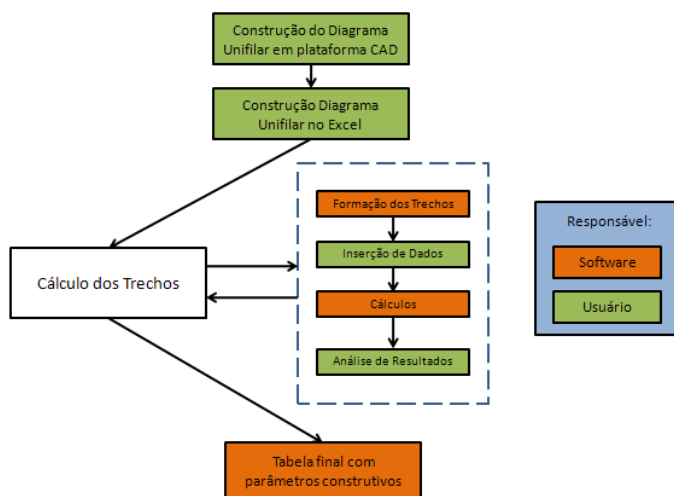 Construção do Diagrama
Unifilar em plataforma CAD
Construção Diagrama
Unifilar no Excel
Formação dos Trechos
Inserção de Dados
Cálculos
Análise de Resultados
Cálculo dos Trechos
Responsável:
Software
Usuário
Tabela final com
parâmetros construtivos